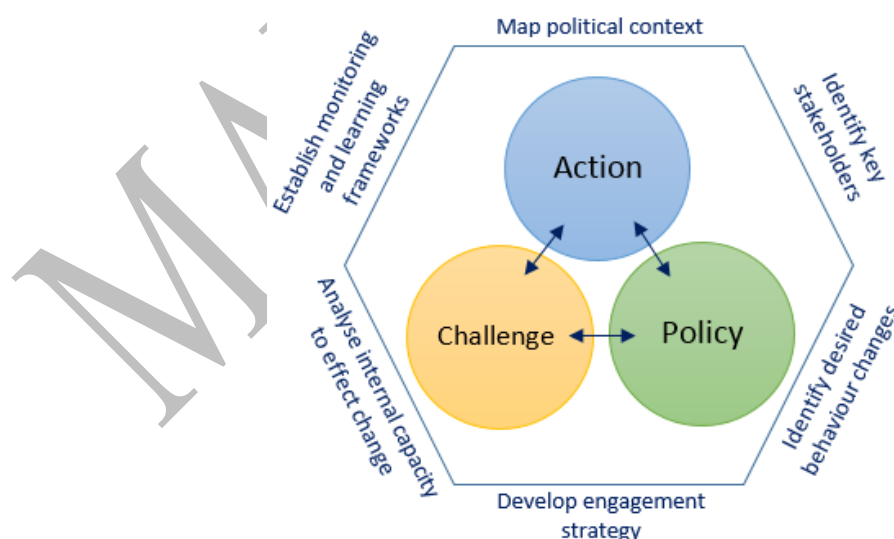 Map political context
Identify key
stakeholders
Identify desired
behaviour changes
Develop engagement
strategy
Analyse internal capacity
to effect change
Establish monitoring
and learning
frameworks
Action
Challenge
Policy